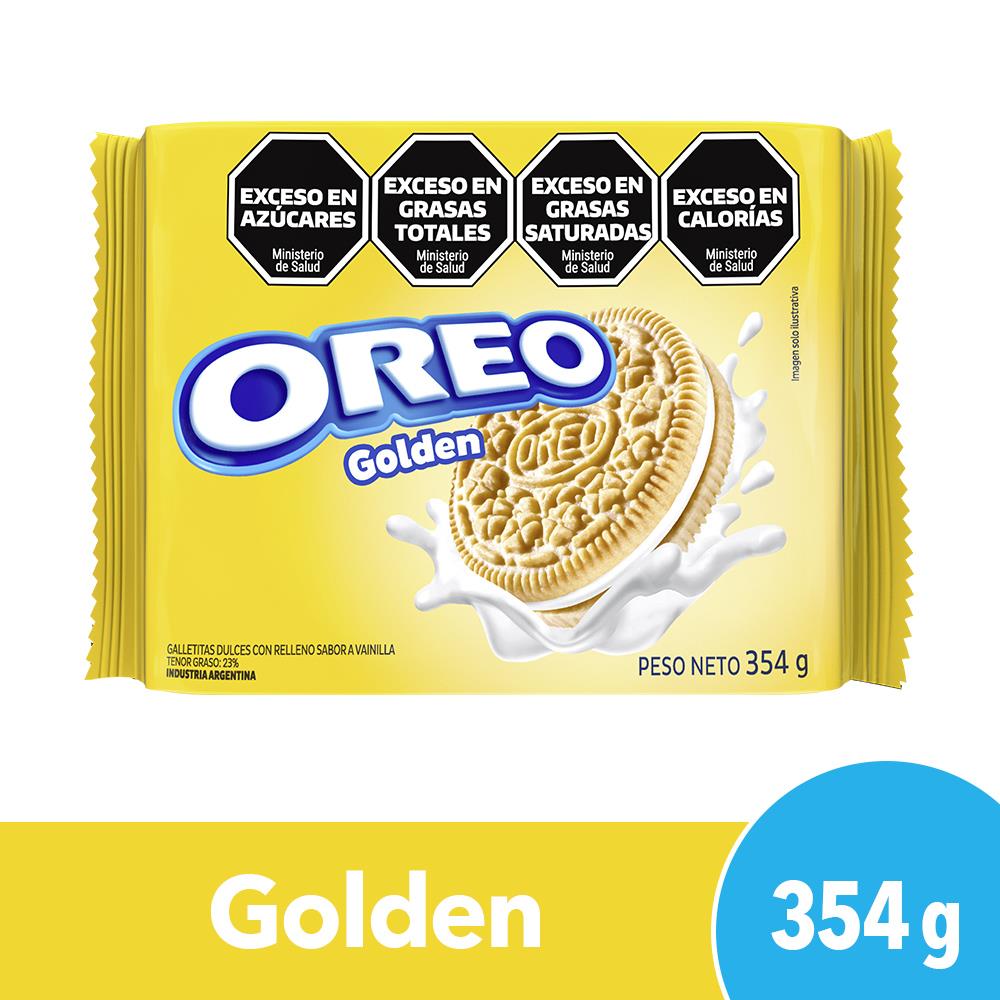 EXCESO EN
AZÚCARES
Ministerio
de Salud
EXCESO EN
GRASAS
TOTALES
Ministerio
de Salud
EXCESO EN
GRASAS
SATURADAS
Ministerio
de Salud
EXCESO EN
CALORÍAS
Ministerio
de Salud
Imagen solo ilustrativa
OREO
Golden
OREO
GALLETITAS DULCES CON RELLENO SABOR A VAINILLA
TENOR GRASO: 23%
INDUSTRIA ARGENTINA
PESO NETO 354 g
Golden
354 g